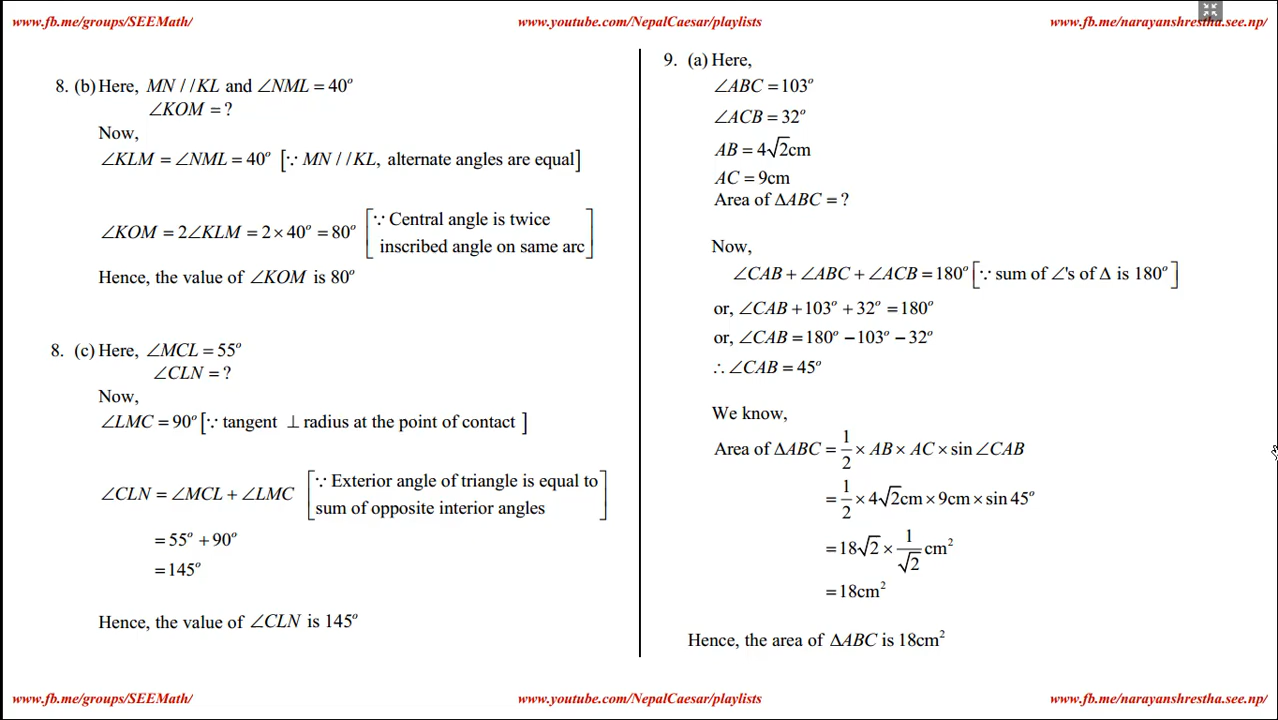 www.fb.me/groups/SEEMath/ www.youtube.com/NepalCaesar/playlists www.fb.me/narayanshrestha.see.np/
8. (b) Here, MN // KL and ∠NML = 40°
∠KOM = ?
Now,
∠KLM = ∠NML = 40° [∵ MN // KL, alternate angles are equal]
∠KOM = 2∠KLM = 2 × 40° = 80° [∵ Central angle is twice
inscribed angle on same arc]
Hence, the value of ∠KOM is 80°
8. (c) Here, ∠MCL = 55°
∠CLN = ?
Now,
∠LMC = 90° [∵ tangent ⊥ radius at the point of contact ]
∠CLN = ∠MCL + ∠LMC [∵ Exterior angle of triangle is equal to
sum of opposite interior angles]
= 55° + 90°
= 145°
Hence, the value of ∠CLN is 145°
9. (a) Here,
∠ABC = 103°
∠ACB = 32°
AB = 4√2cm
AC = 9cm
Area of ΔABC = ?
Now,
∠CAB + ∠ABC + ∠ACB = 180° [∵ sum of ∠'s of Δ is 180° ]
or, ∠CAB + 103° + 32° = 180°
or, ∠CAB = 180° − 103° − 32°
∴ ∠CAB = 45°
We know,
Area of ΔABC = 1/2 × AB × AC × sin ∠CAB
= 1/2 × 4√2cm × 9cm × sin 45°
= 18√2 × 1/√2 cm²
= 18cm²
Hence, the area of ΔABC is 18cm²
www.fb.me/groups/SEEMath/ www.youtube.com/NepalCaesar/playlists www.fb.me/narayanshrestha.see.np/